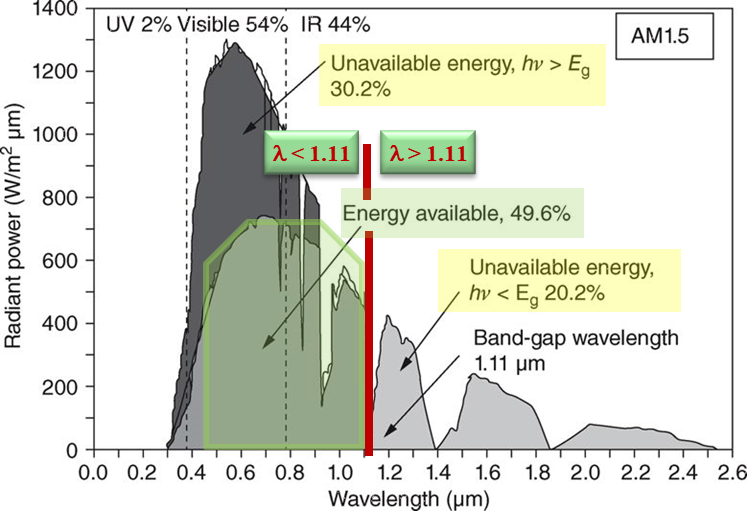 UV 2% Visible 54% IR 44%
AM1.5
Unavailable energy, hν > Eg
30.2%
λ < 1.11
λ > 1.11
Energy available, 49.6%
Unavailable energy,
hν < Eg 20.2%
Band-gap wavelength
1.11 μm
Radiant power (W/m² μm)
1400
1200
1000
800
600
400
200
0
0.0 0.2 0.4 0.6 0.8 1.0 1.2 1.4 1.6 1.8 2.0 2.2 2.4 2.6
Wavelength (μm)